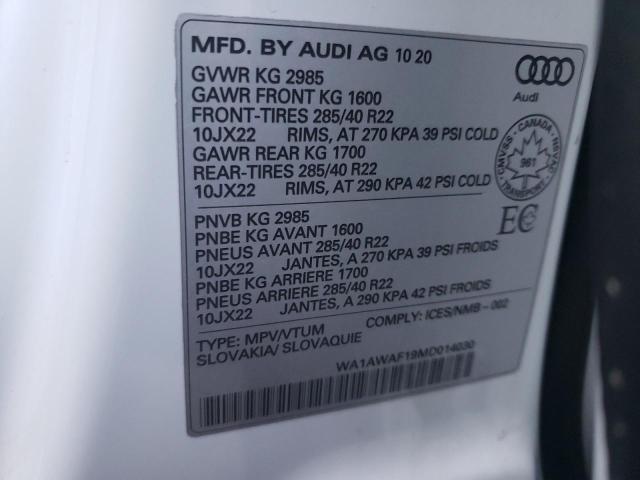 MFD. BY AUDI AG 10 20
GVWR KG 2985
GAWR FRONT KG 1600
FRONT-TIRES 285/40 R22
10JX22 RIMS, AT 270 KPA 39 PSI COLD
GAWR REAR KG 1700
REAR-TIRES 285/40 R22
10JX22 RIMS, AT 290 KPA 42 PSI COLD
Audi
CANADA
CMVSS - NSVAC
961
TRANSPORT
EC
PNVB KG 2985
PNBE KG AVANT 1600
PNEUS AVANT 285/40 R22
10JX22 JANTES, A 270 KPA 39 PSI FROIDS
PNBE KG ARRIERE 1700
PNEUS ARRIERE 285/40 R22
10JX22 JANTES, A 290 KPA 42 PSI FROIDS
TYPE: MPV/VTUM COMPLY: ICES/NMB-002
SLOVAKIA/ SLOVAQUIE
WA1AWAF19MD014030